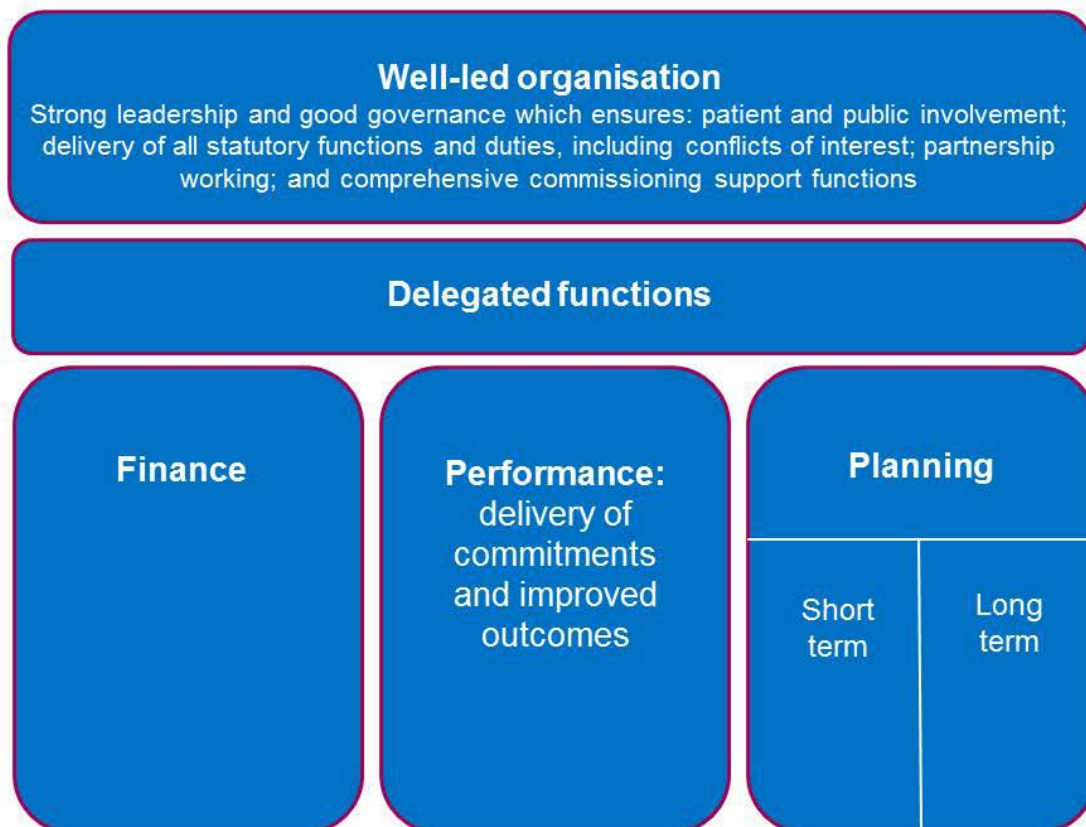 Well-led organisation
Strong leadership and good governance which ensures: patient and public involvement;
delivery of all statutory functions and duties, including conflicts of interest; partnership
working; and comprehensive commissioning support functions
Delegated functions
Finance
Performance:
delivery of
commitments
and improved
outcomes
Planning
Short
term
Long
term